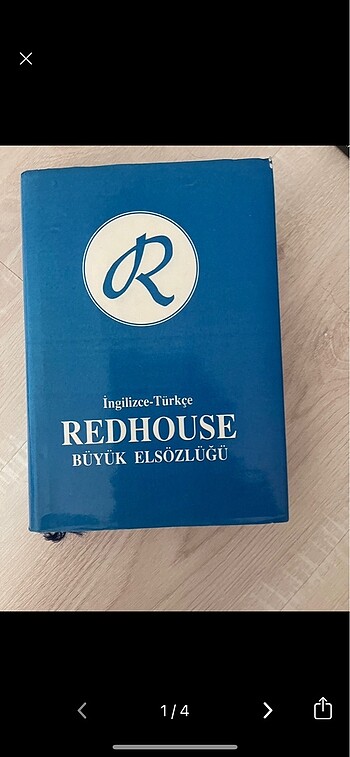 R
İngilizce-Türkçe
REDHOUSE
BÜYÜK ELSÖZLÜĞÜ
1/4